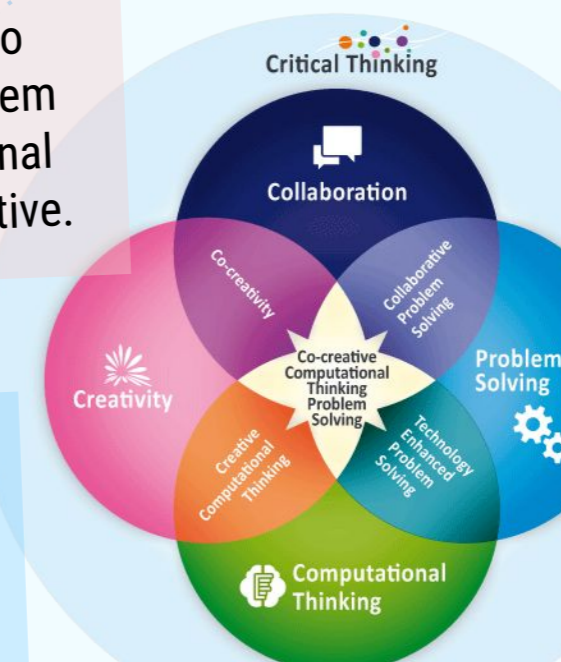 o
em
nal
tive.
Critical Thinking
Collaboration
Co-creativity
Collaborative
Problem
Solving
Creativity
Co-creative
Computational
Thinking
Problem
Solving
Problem
Solving
Creative
Computational
Thinking
Technology
Enhanced
Problem
Solving
Computational
Thinking